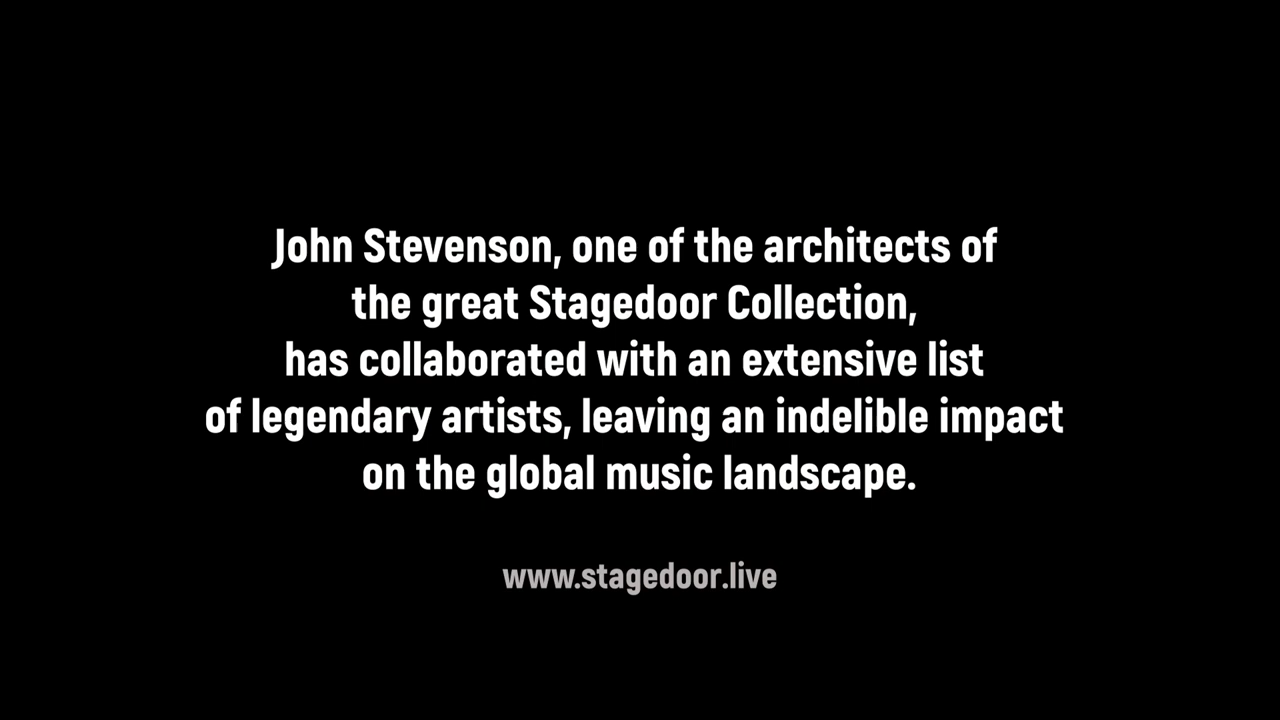 John Stevenson, one of the architects of
the great Stagedoor Collection,
has collaborated with an extensive list
of legendary artists, leaving an indelible impact
on the global music landscape.
www.stagedoor.live